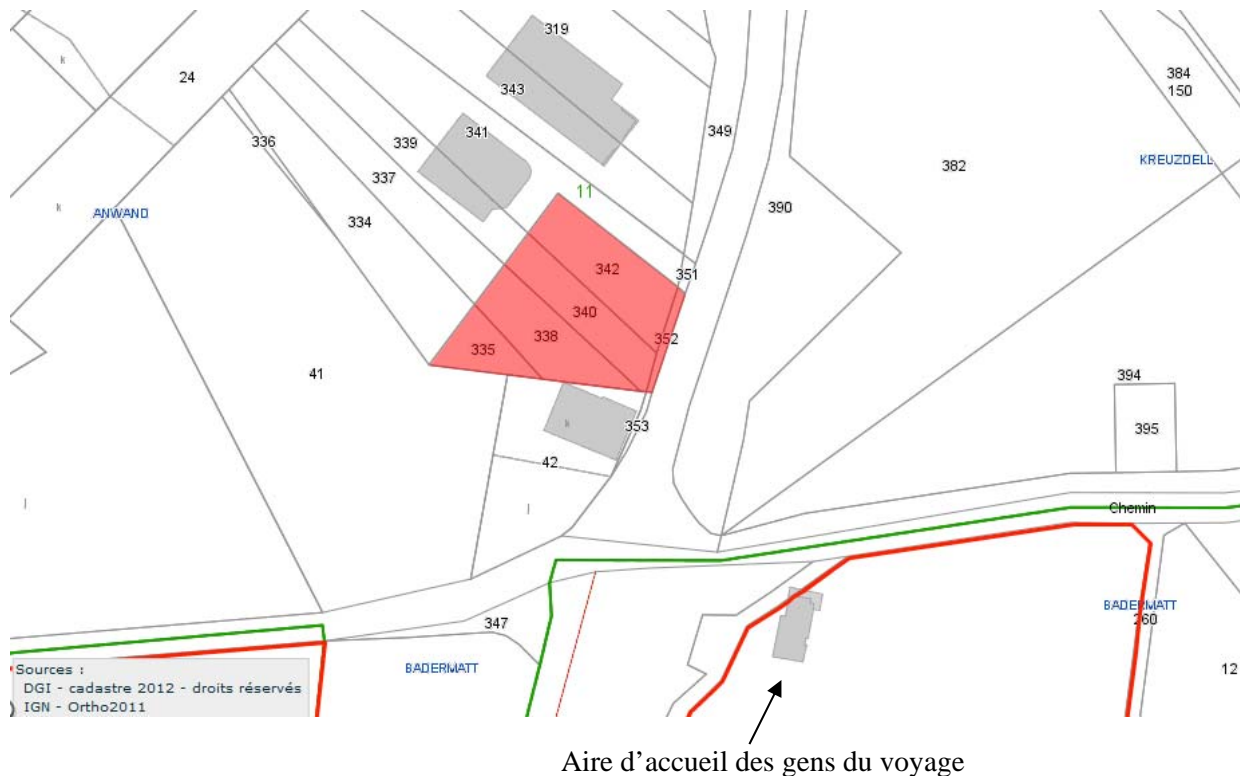 319
384
150
24
343
k
341
349
336
339
KREUZDELL
382
337
11
k
ANWAND
334
390
342
351
340
338
352
335
41
394
353
k
395
42
l
l
Chemin
BADERMATT
260
347
BADERMATT
12
Sources :
DGI - cadastre 2012 - droits réservés
IGN - Ortho2011
Aire d'accueil des gens du voyage